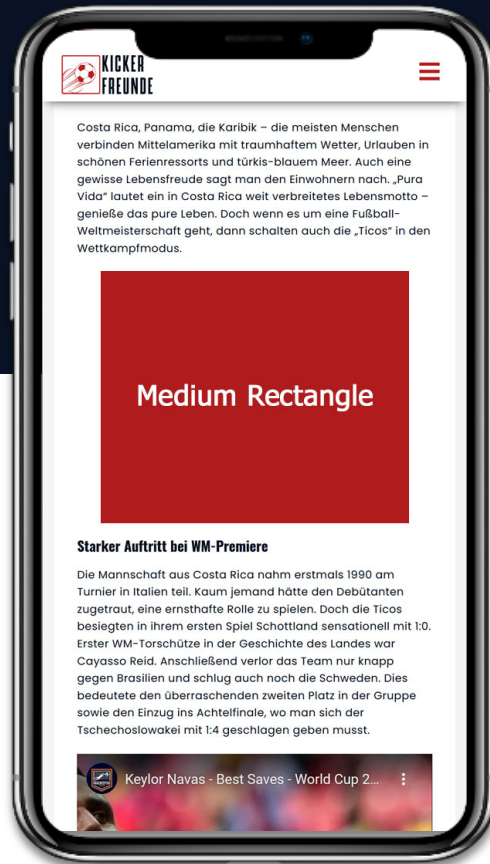 KICKER
FREUNDE
Costa Rica, Panama, die Karibik – die meisten Menschen
verbinden Mittelamerika mit traumhaftem Wetter, Urlauben in
schönen Ferienressorts und türkis-blauem Meer. Auch eine
gewisse Lebensfreude sagt man den Einwohnern nach. „Pura
Vida“ lautet ein in Costa Rica weit verbreitetes Lebensmotto –
genieße das pure Leben. Doch wenn es um eine Fußball-
Weltmeisterschaft geht, dann schalten auch die „Ticos“ in den
Wettkampfmodus.
Medium Rectangle
Starker Auftritt bei WM-Premiere
Die Mannschaft aus Costa Rica nahm erstmals 1990 am
Turnier in Italien teil. Kaum jemand hätte den Debütanten
zugetraut, eine ernsthafte Rolle zu spielen. Doch die Ticos
besiegten in ihrem ersten Spiel Schottland sensationell mit 1:0.
Erster WM-Torschütze in der Geschichte des Landes war
Cayasso Reid. Anschließend verlor das Team nur knapp
gegen Brasilien und schlug auch noch die Schweden. Dies
bedeutete den überraschenden zweiten Platz in der Gruppe
sowie den Einzug ins Achtelfinale, wo man sich der
Tschechoslowakei mit 1:4 geschlagen geben musst.
Keylor Navas - Best Saves - World Cup 2...